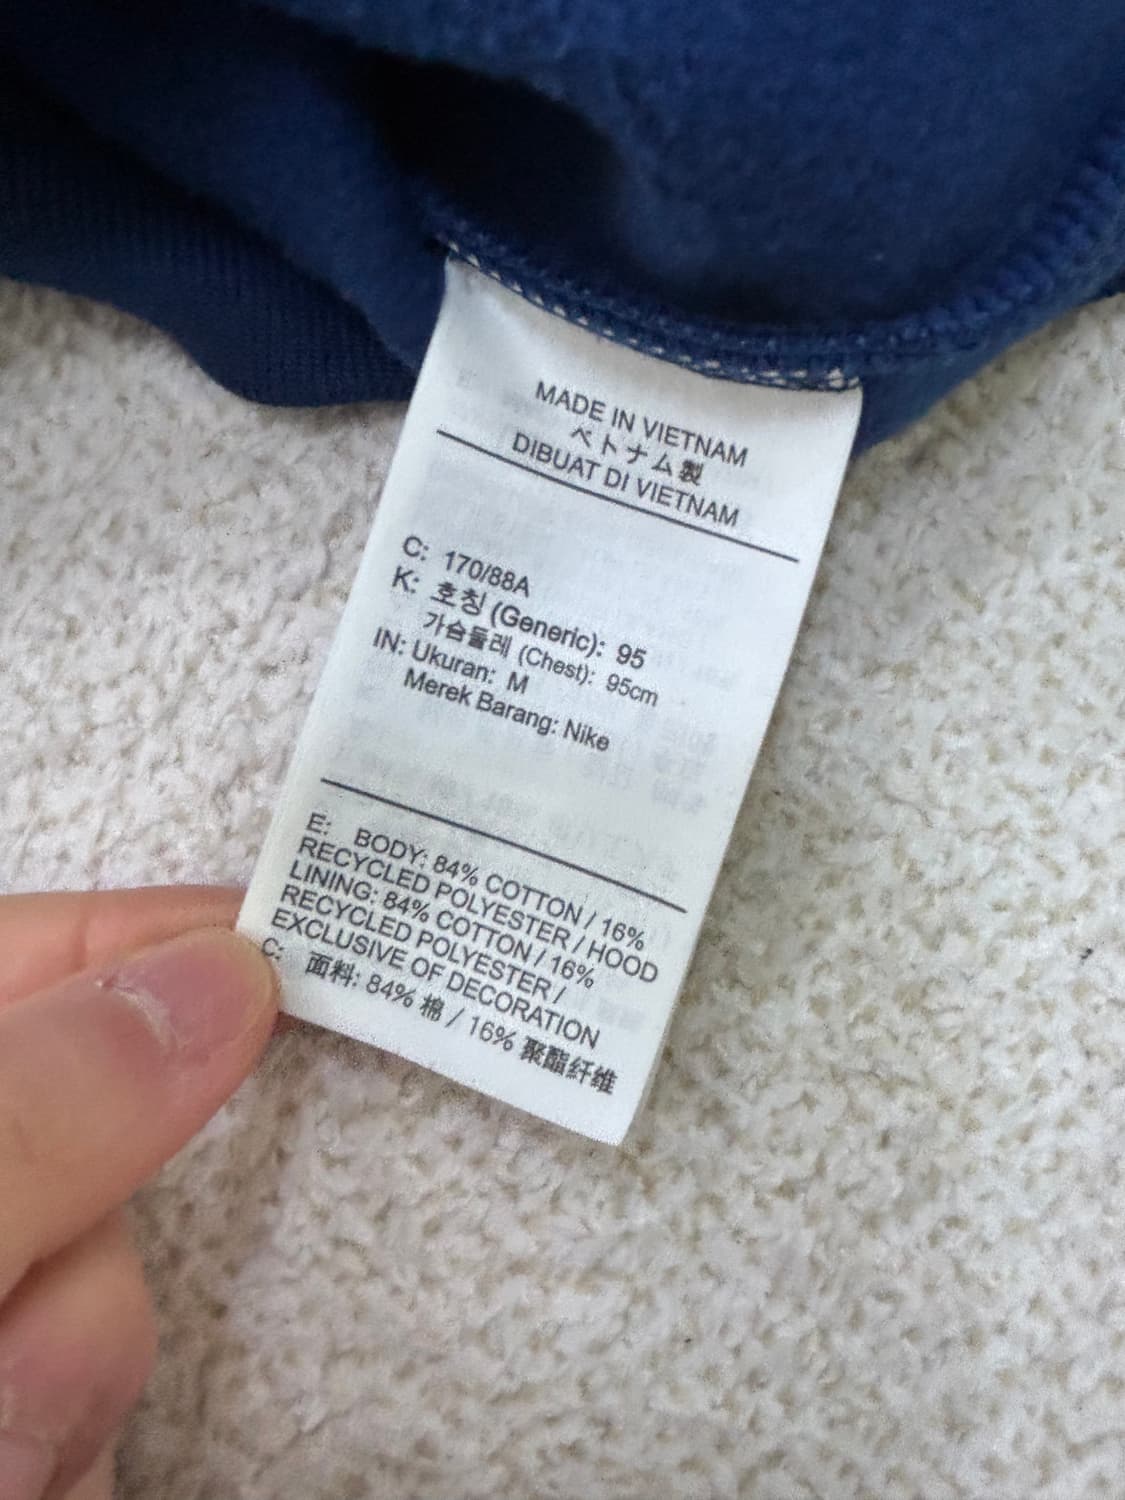 MADE IN VIETNAM
ベトナム製
DIBUAT DI VIETNAM
C: 170/88A
K: 호칭 (Generic): 95
가슴둘레 (Chest): 95cm
IN: Ukuran: M
Merek Barang: Nike
E: BODY: 84% COTTON / 16%
RECYCLED POLYESTER / HOOD
LINING: 84% COTTON / 16%
RECYCLED POLYESTER /
EXCLUSIVE OF DECORATION
C: 面料: 84% 棉 / 16% 聚酯纤维